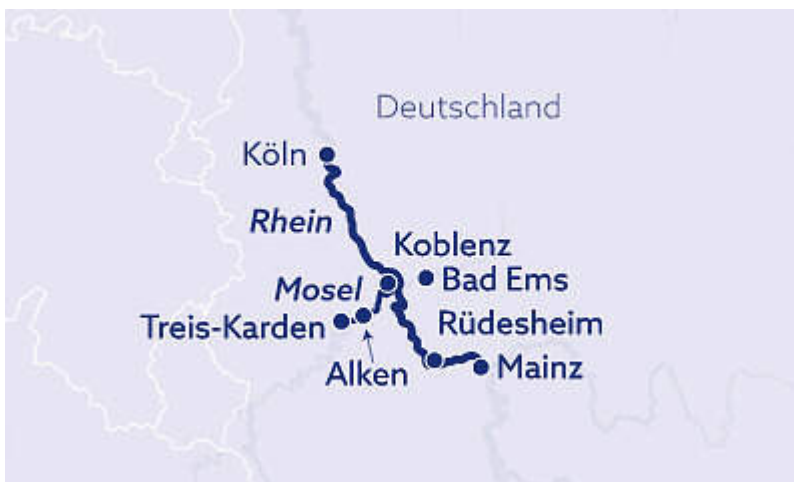 Deutschland
Köln
Rhein
Koblenz
Bad Ems
Mosel
Treis-Karden
Rüdesheim
Alken
Mainz